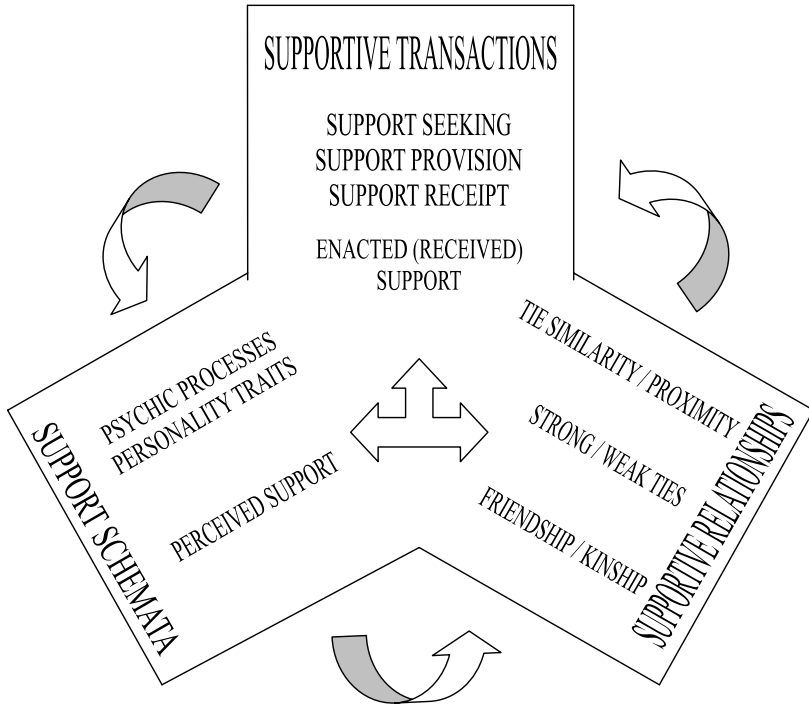 SUPPORTIVE TRANSACTIONS
SUPPORT SEEKING
SUPPORT PROVISION
SUPPORT RECEIPT
ENACTED (RECEIVED)
SUPPORT
PSYCHIC PROCESSES
PERSONALITY TRAITS
PERCEIVED SUPPORT
SUPPORT SCHEMATA
TIE SIMILARITY / PROXIMITY
STRONG / WEAK TIES
FRIENDSHIP / KINSHIP
SUPPORTIVE RELATIONSHIPS